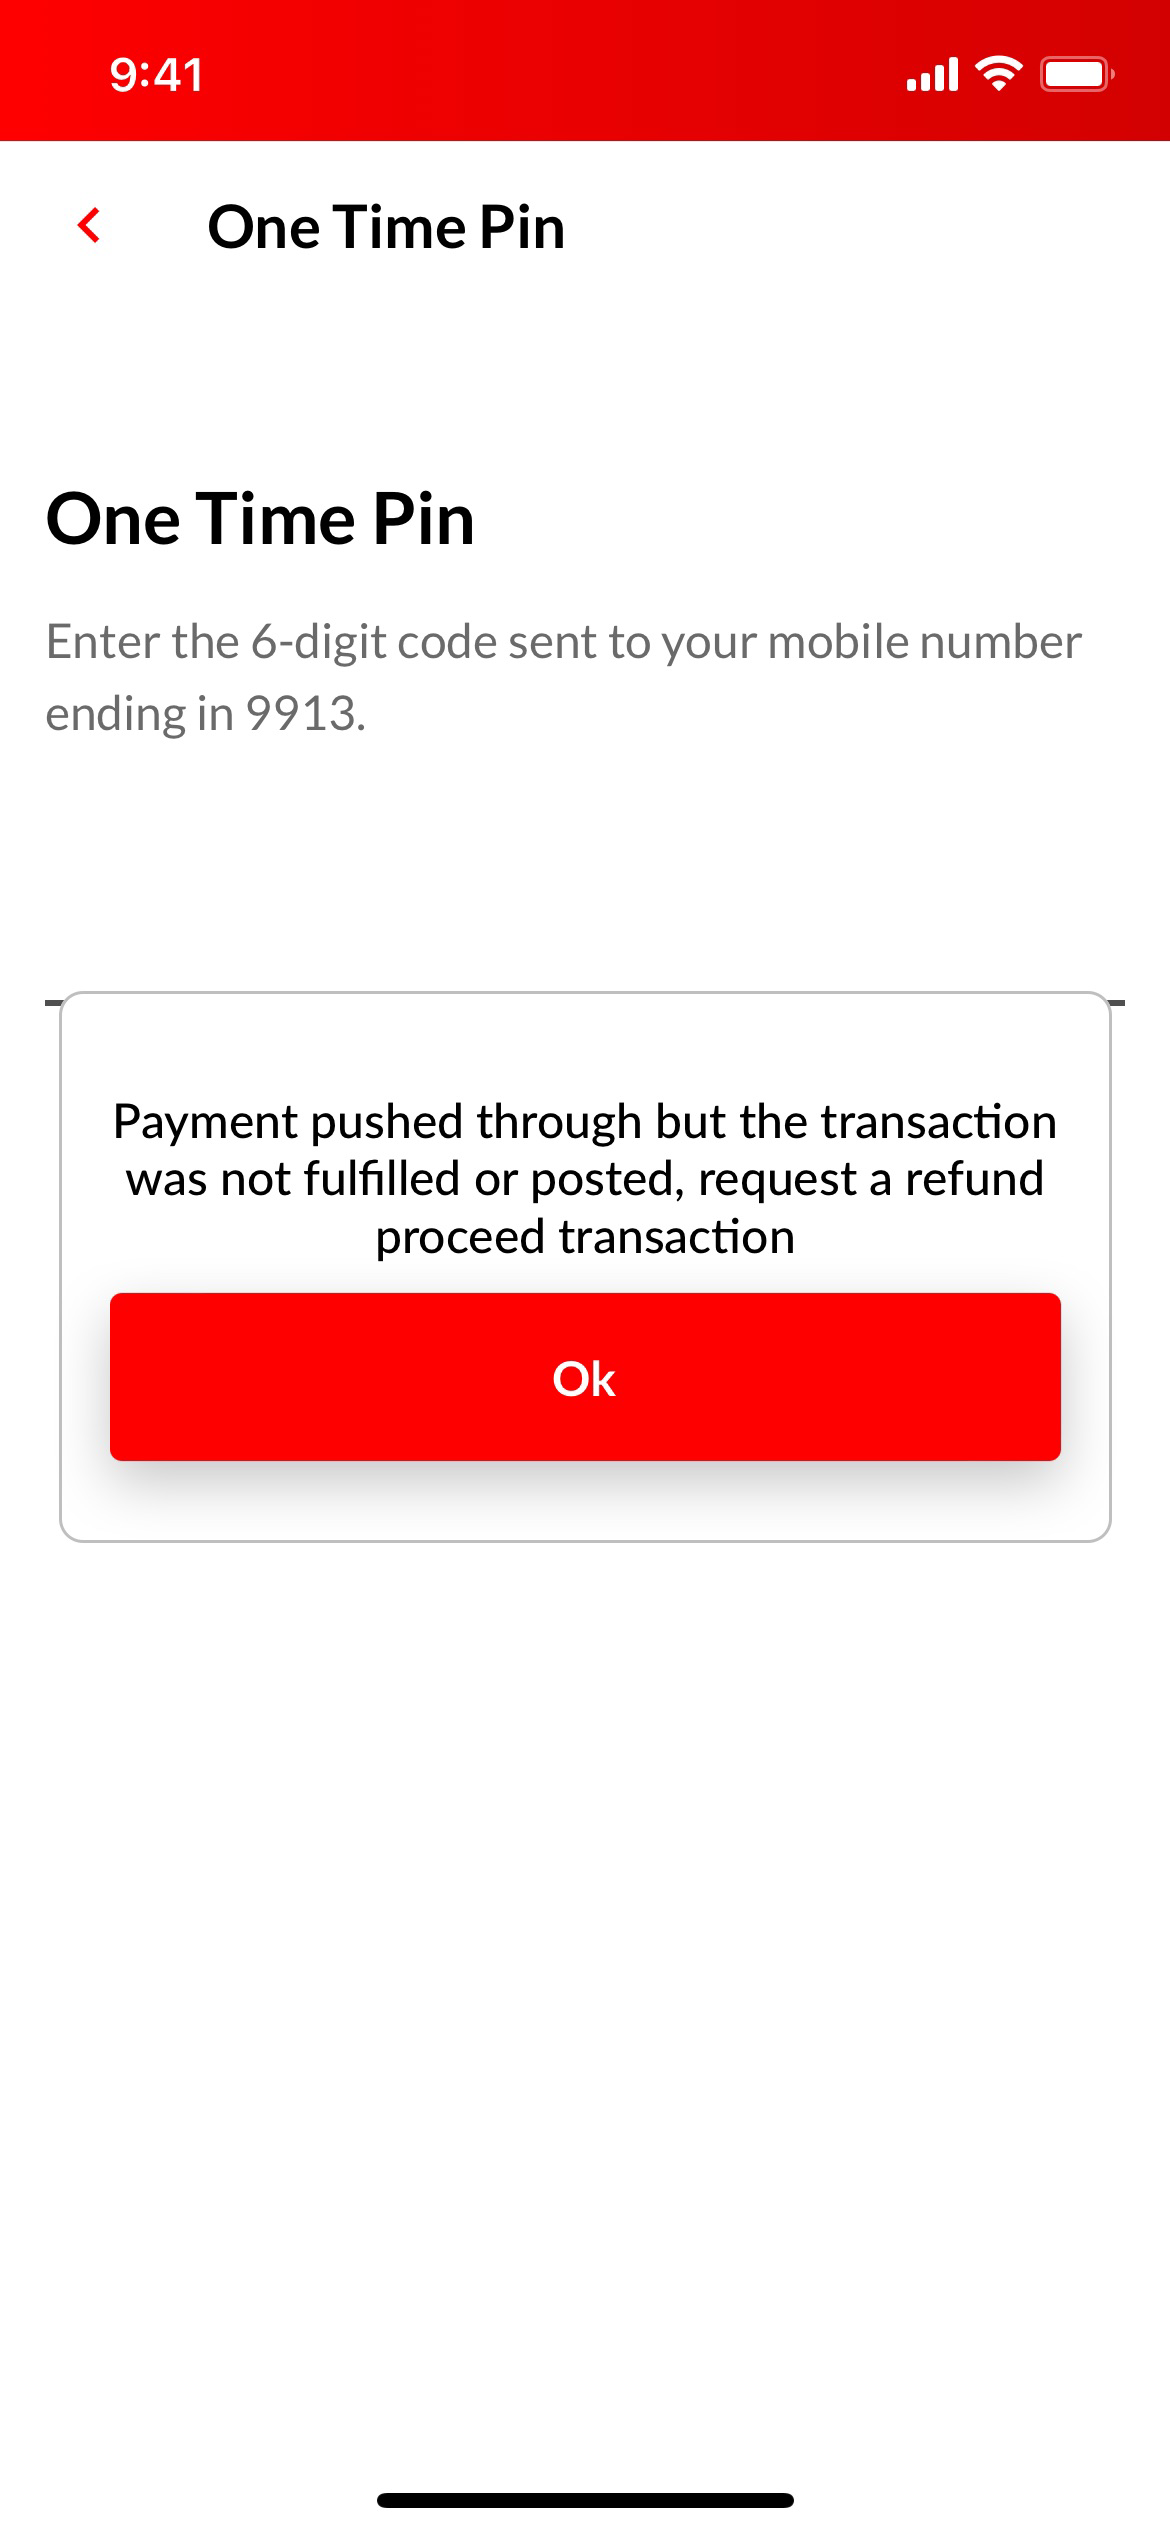 9:41
One Time Pin
One Time Pin
Enter the 6-digit code sent to your mobile number
ending in 9913.
Payment pushed through but the transaction
was not fulfilled or posted, request a refund
proceed transaction
Ok